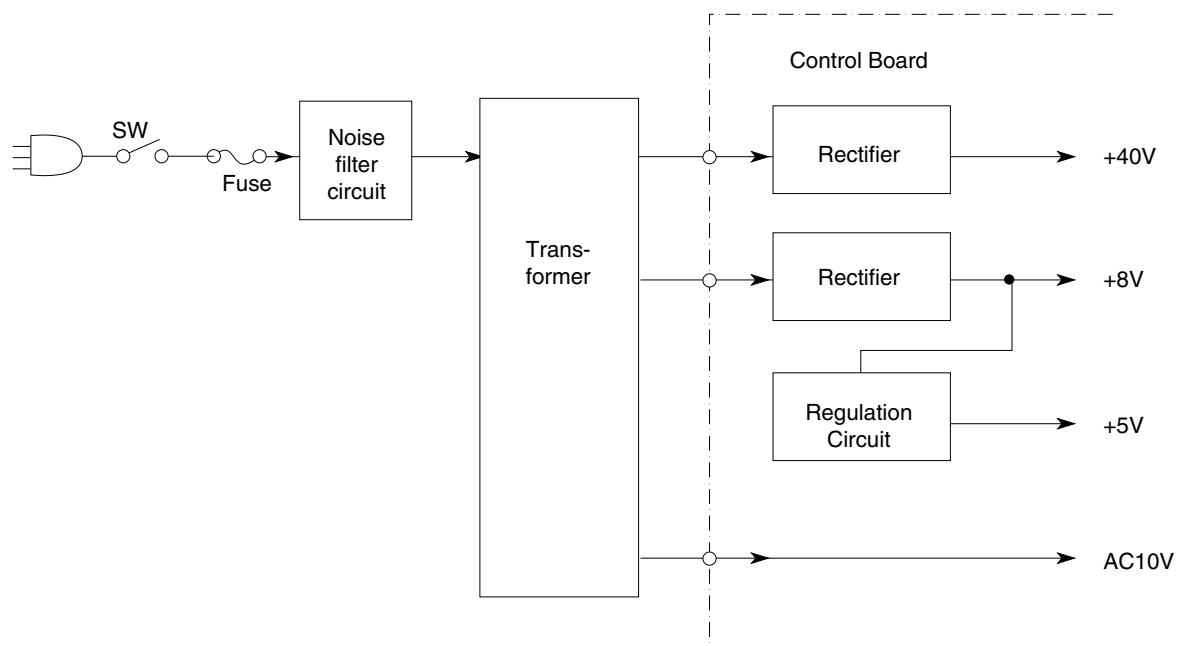 Control Board
SW
Fuse
Noise
filter
circuit
Trans-
former
Rectifier
+40V
Rectifier
+8V
Regulation
Circuit
+5V
AC10V